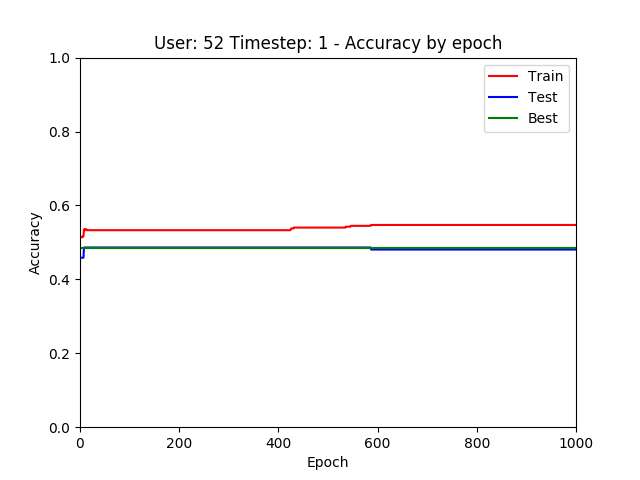 User: 52 Timestep: 1 - Accuracy by epoch
1.0
0.8
0.6
0.4
0.2
0.0
Accuracy
Train
Test
Best
0 200 400 600 800 1000
Epoch